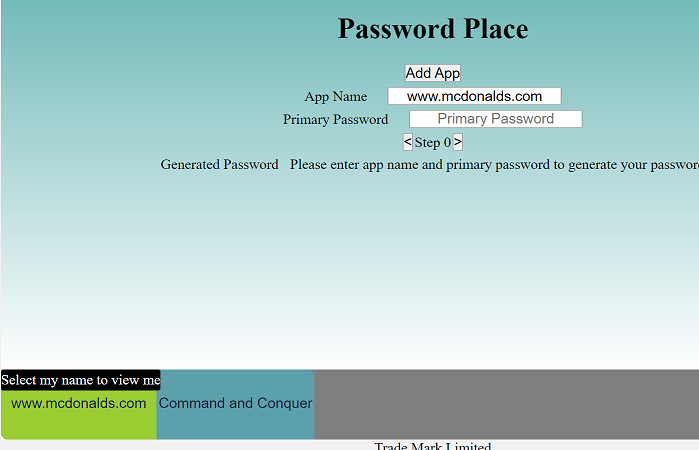 Password Place
Add App
App Name www.mcdonalds.com
Primary Password Primary Password
< Step 0 >
Generated Password Please enter app name and primary password to generate your passwor
Select my name to view me
www.mcdonalds.com Command and Conquer
Trade Mark Limited